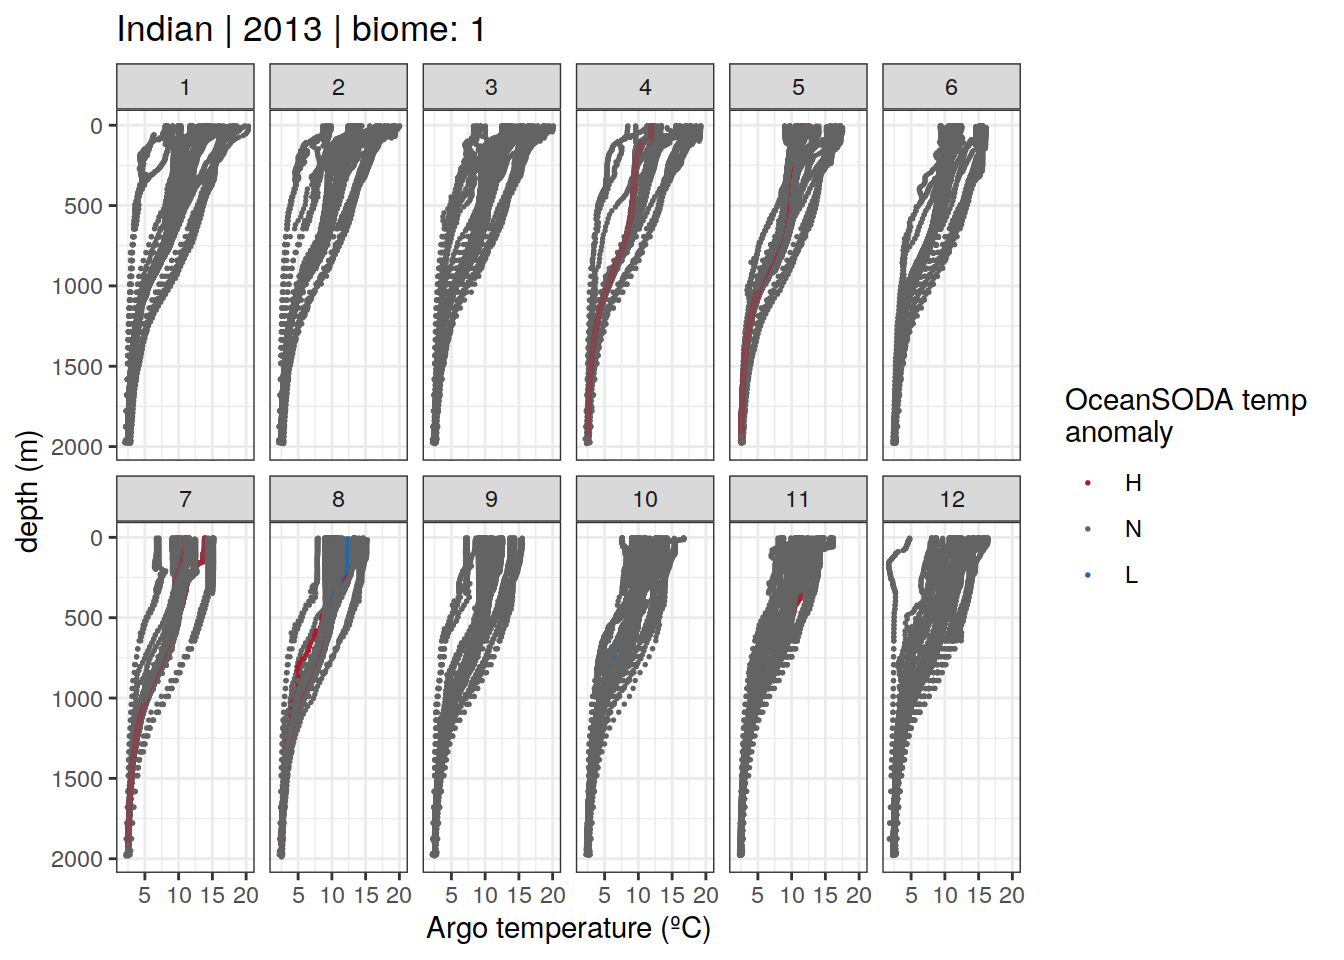 Indian | 2013 | biome: 1
1 2 3 4 5 6
0
500
1000
1500
2000
7 8 9 10 11 12
0
500
1000
1500
2000
5 10 15 20 5 10 15 20 5 10 15 20 5 10 15 20 5 10 15 20 5 10 15 20
Argo temperature (ºC)
depth (m)
OceanSODA temp
anomaly
H
N
L